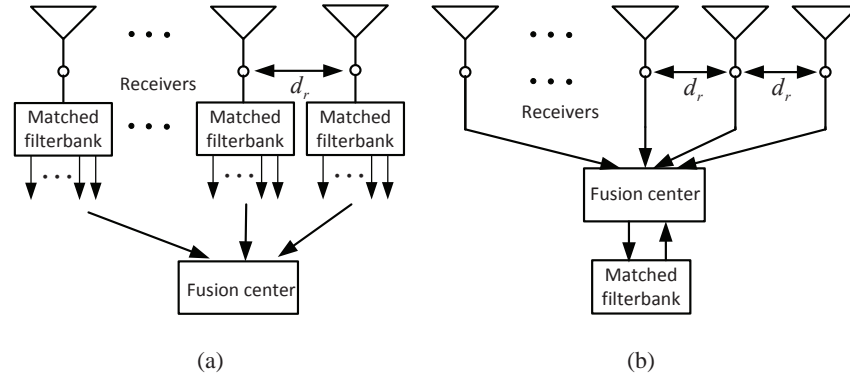 Receivers
d_r
Matched
filterbank
Matched
filterbank
Matched
filterbank
Fusion center
(a)
Receivers
d_r
d_r
Fusion center
Matched
filterbank
(b)